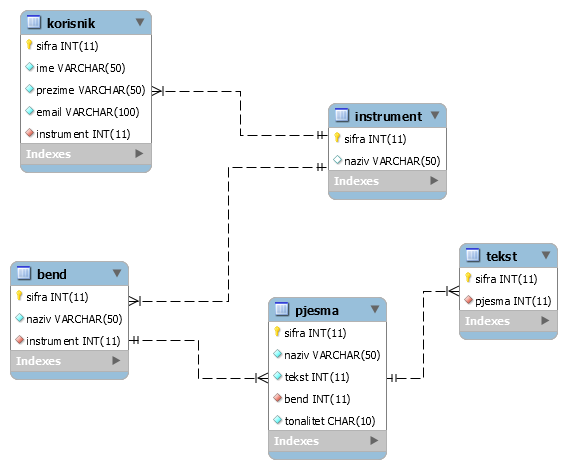 korisnik
sifra INT(11)
ime VARCHAR(50)
prezime VARCHAR(50)
email VARCHAR(100)
instrument INT(11)
Indexes
instrument
sifra INT(11)
naziv VARCHAR(50)
Indexes
bend
sifra INT(11)
naziv VARCHAR(50)
instrument INT(11)
Indexes
pjesma
sifra INT(11)
naziv VARCHAR(50)
tekst INT(11)
bend INT(11)
tonalitet CHAR(10)
Indexes
tekst
sifra INT(11)
pjesma INT(11)
Indexes